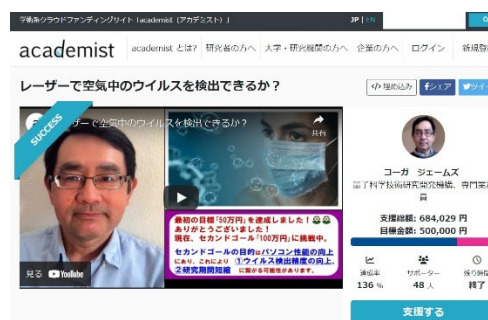 学術系クラウドファンディングサイト「academist (アカデミスト)」
JP | EN
academist
academist とは?
研究者の方へ
大学・研究機関の方へ
企業の方へ
ログイン
新規登
レーザーで空気中のウイルスを検出できるか?
</> 埋め込み
fシェア
ツイ
SUCCESS
ーザーで空気中のウイルスを検出できるか?
共有
最初の目標「50万円」を達成しました!
ありがとうございました!
現在、セカンドゴール「100万円」に挑戦中。
セカンドゴールの目的はパソコン性能の向上
にあり、これにより ①ウイルス検出精度の向上、
②研究期間短縮 に繋がる可能性があります。
見る YouTube
コーガ ジェームズ
量子科学技術研究開発機構、専門業務
員
支援総額: 684,029 円
目標金額: 500,000 円
達成率
サポーター
残り時間
136 %
48 人
終了
支援する